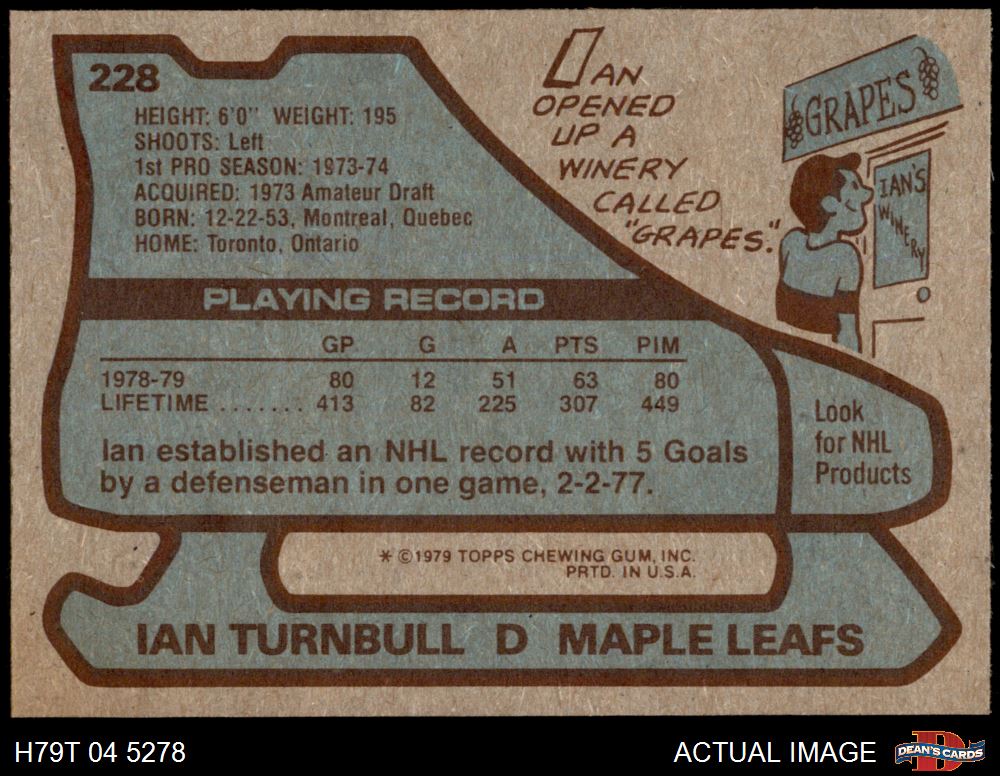 228
HEIGHT: 6'0" WEIGHT: 195
SHOOTS: Left
1st PRO SEASON: 1973-74
ACQUIRED: 1973 Amateur Draft
BORN: 12-22-53, Montreal, Quebec
HOME: Toronto, Ontario
IAN
OPENED
UP A
WINERY
CALLED
"GRAPES."
GRAPES
IAN'S
WINERY
PLAYING RECORD
GP G A PTS PIM
1978-79 80 12 51 63 80
LIFETIME ....... 413 82 225 307 449
Ian established an NHL record with 5 Goals
by a defenseman in one game, 2-2-77.
Look
for NHL
Products
* ©1979 TOPPS CHEWING GUM, INC.
PRTD. IN U.S.A.
IAN TURNBULL D MAPLE LEAFS
H79T 04 5278
ACTUAL IMAGE
DEAN'S CARDS